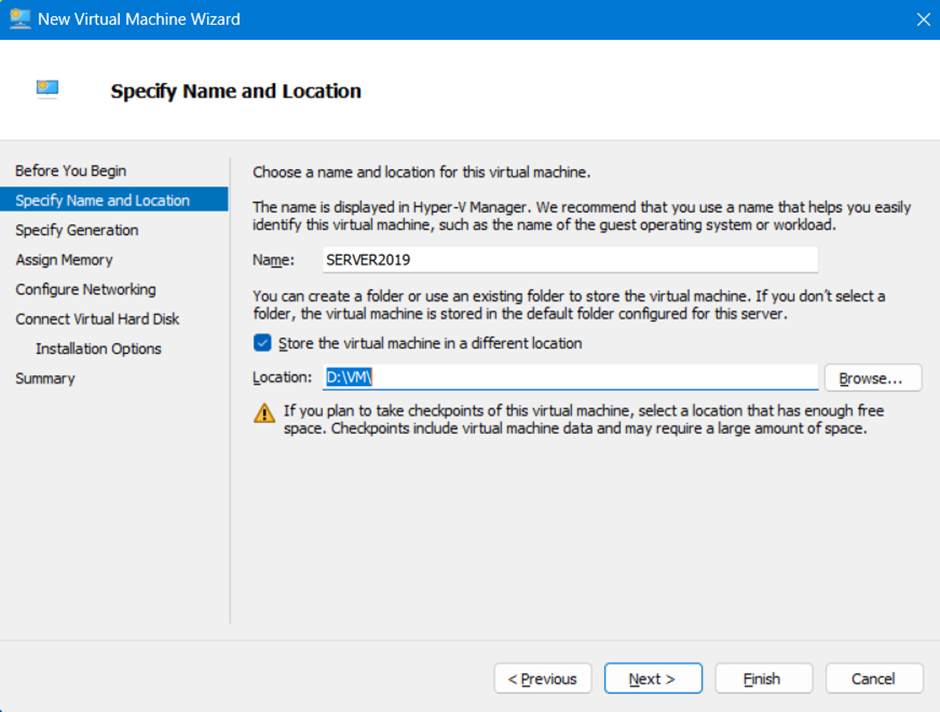 New Virtual Machine Wizard
Specify Name and Location
Before You Begin
Specify Name and Location
Specify Generation
Assign Memory
Configure Networking
Connect Virtual Hard Disk
Installation Options
Summary
Choose a name and location for this virtual machine.
The name is displayed in Hyper-V Manager. We recommend that you use a name that helps you easily
identify this virtual machine, such as the name of the guest operating system or workload.
Name: SERVER2019
You can create a folder or use an existing folder to store the virtual machine. If you don't select a
folder, the virtual machine is stored in the default folder configured for this server.
Store the virtual machine in a different location
Location: D:\VM\ Browse...
If you plan to take checkpoints of this virtual machine, select a location that has enough free
space. Checkpoints include virtual machine data and may require a large amount of space.
< Previous Next > Finish Cancel